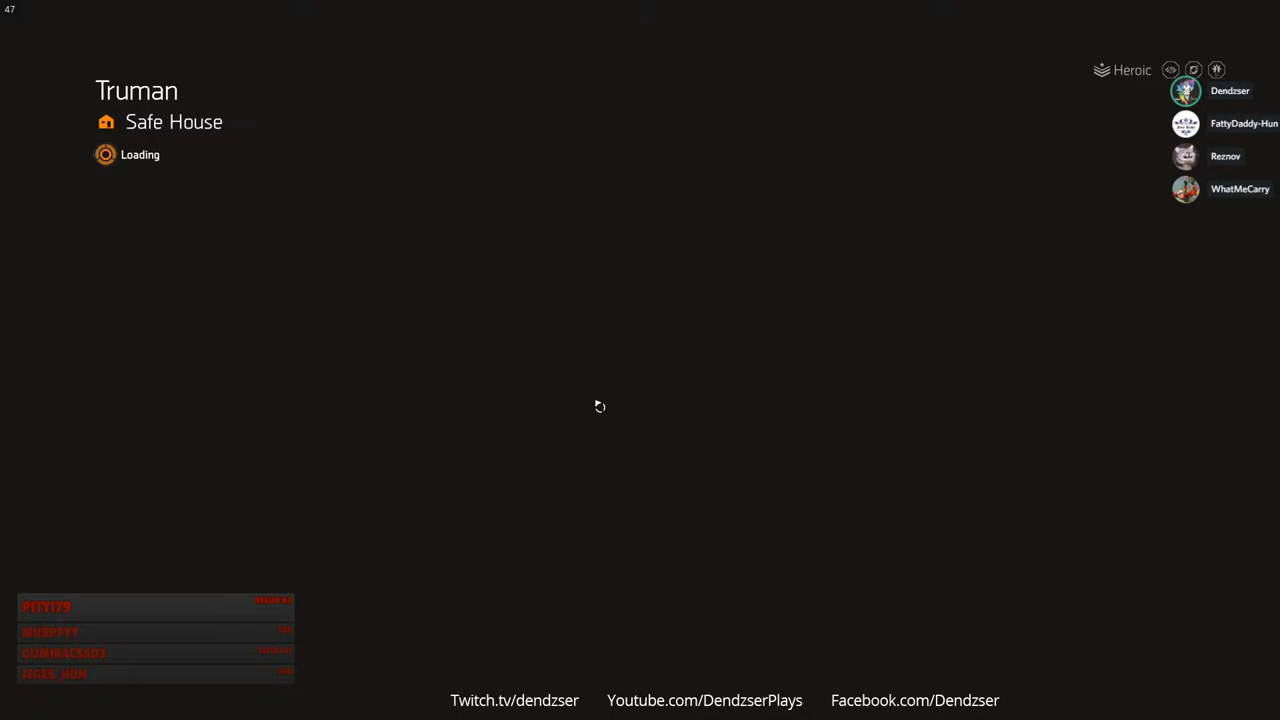 47
Truman
Safe House
Loading
Heroic
Dendzser
FattyDaddy-Hun
Reznov
WhatMeCarry
PITYI79
Twitch.tv/dendzser Youtube.com/DendzserPlays Facebook.com/Dendzser